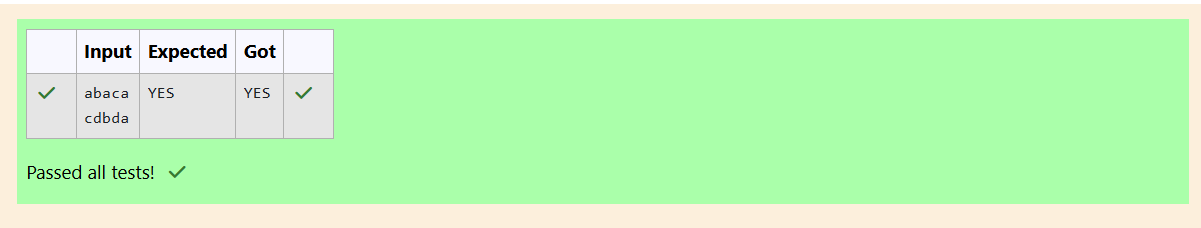 Input Expected Got
abaca YES YES
cdbda
Passed all tests!